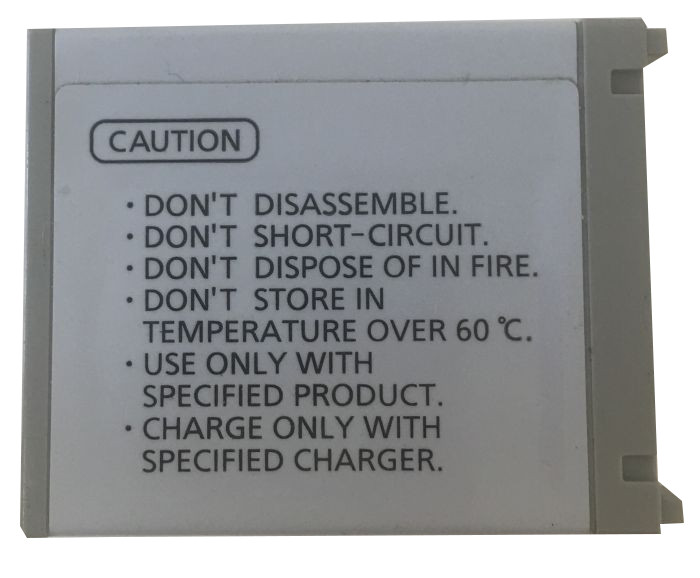 CAUTION
· DON'T DISASSEMBLE.
· DON'T SHORT-CIRCUIT.
· DON'T DISPOSE OF IN FIRE.
· DON'T STORE IN
TEMPERATURE OVER 60 ℃.
· USE ONLY WITH
SPECIFIED PRODUCT.
· CHARGE ONLY WITH
SPECIFIED CHARGER.